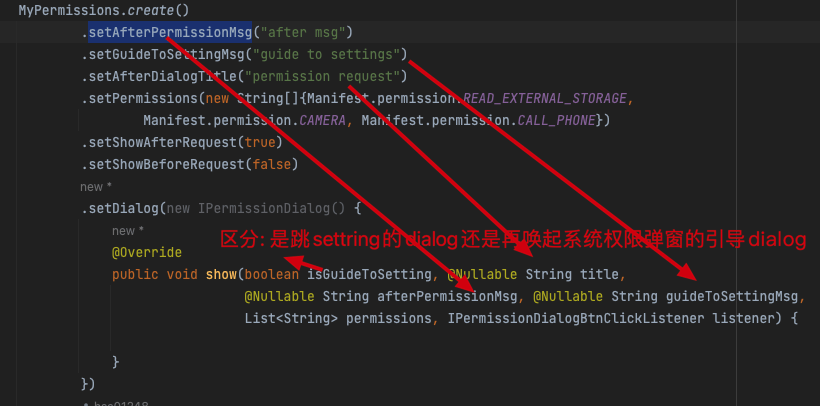 MyPermissions.create()
.setAfterPermissionMsg("after msg")
.setGuideToSettingMsg("guide to settings")
.setAfterDialogTitle("permission request")
.setPermissions(new String[]{Manifest.permission.READ_EXTERNAL_STORAGE,
Manifest.permission.CAMERA, Manifest.permission.CALL_PHONE})
.setShowAfterRequest(true)
.setShowBeforeRequest(false)
new *
.setDialog(new IPermissionDialog() {
new *
区分: 是跳settring的dialog还是再唤起系统权限弹窗的引导dialog
@Override
public void show(boolean isGuideToSetting, @Nullable String title,
@Nullable String afterPermissionMsg, @Nullable String guideToSettingMsg,
List<String> permissions, IPermissionDialogBtnClickListener listener) {
}
})